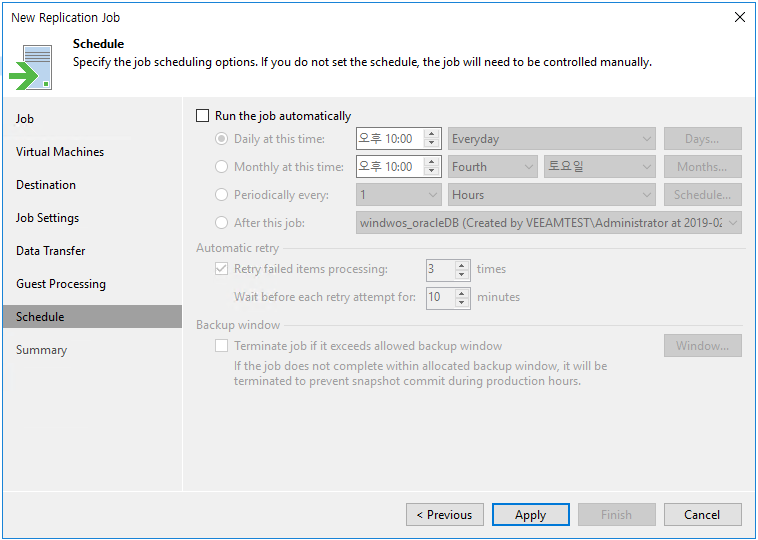 New Replication Job
Schedule
Specify the job scheduling options. If you do not set the schedule, the job will need to be controlled manually.
Job
Virtual Machines
Destination
Job Settings
Data Transfer
Guest Processing
Schedule
Summary
Run the job automatically
Daily at this time: 오후 10:00 Everyday Days...
Monthly at this time: 오후 10:00 Fourth 토요일 Months...
Periodically every: 1 Hours Schedule...
After this job: windwos_oracleDB (Created by VEEAMTEST\Administrator at 2019-02
Automatic retry
Retry failed items processing: 3 times
Wait before each retry attempt for: 10 minutes
Backup window
Terminate job if it exceeds allowed backup window Window...
If the job does not complete within allocated backup window, it will be
terminated to prevent snapshot commit during production hours.
< Previous Apply Finish Cancel